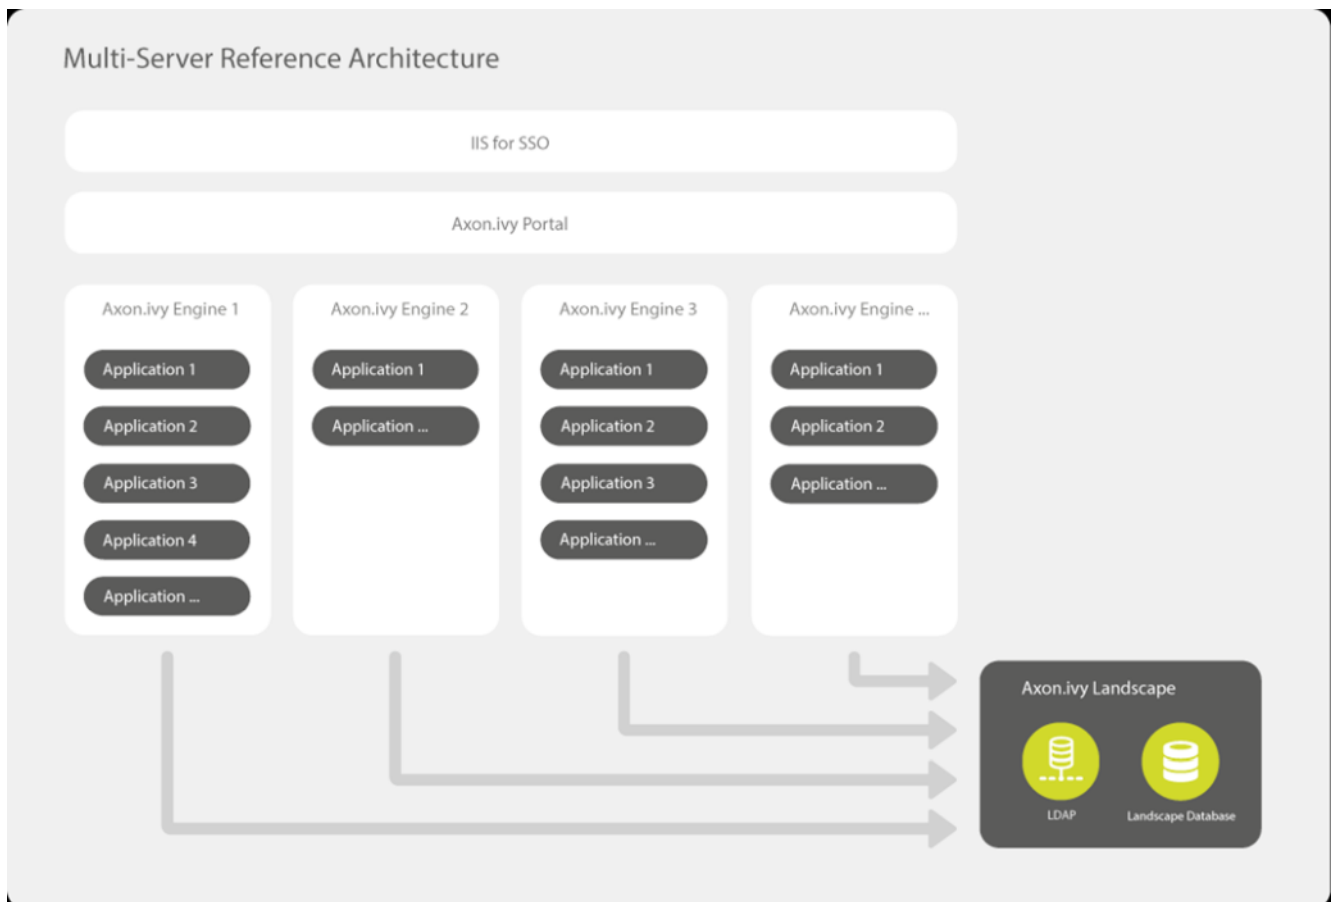 Multi-Server Reference Architecture
IIS for SSO
Axon.ivy Portal
Axon.ivy Engine 1
Application 1
Application 2
Application 3
Application 4
Application ...
Axon.ivy Engine 2
Application 1
Application ...
Axon.ivy Engine 3
Application 1
Application 2
Application 3
Application ...
Axon.ivy Engine ...
Application 1
Application 2
Application ...
Axon.ivy Landscape
LDAP
Landscape Database